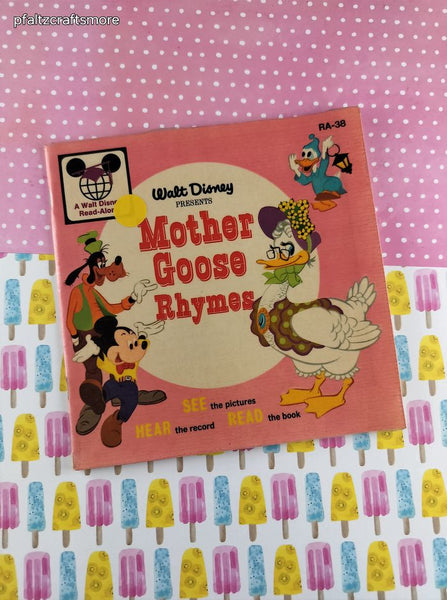 pfaltzcraftsmore
RA-38
A Walt Disney
Read-Along
Walt Disney
PRESENTS
Mother
Goose
Rhymes
SEE the pictures
HEAR the record READ the book